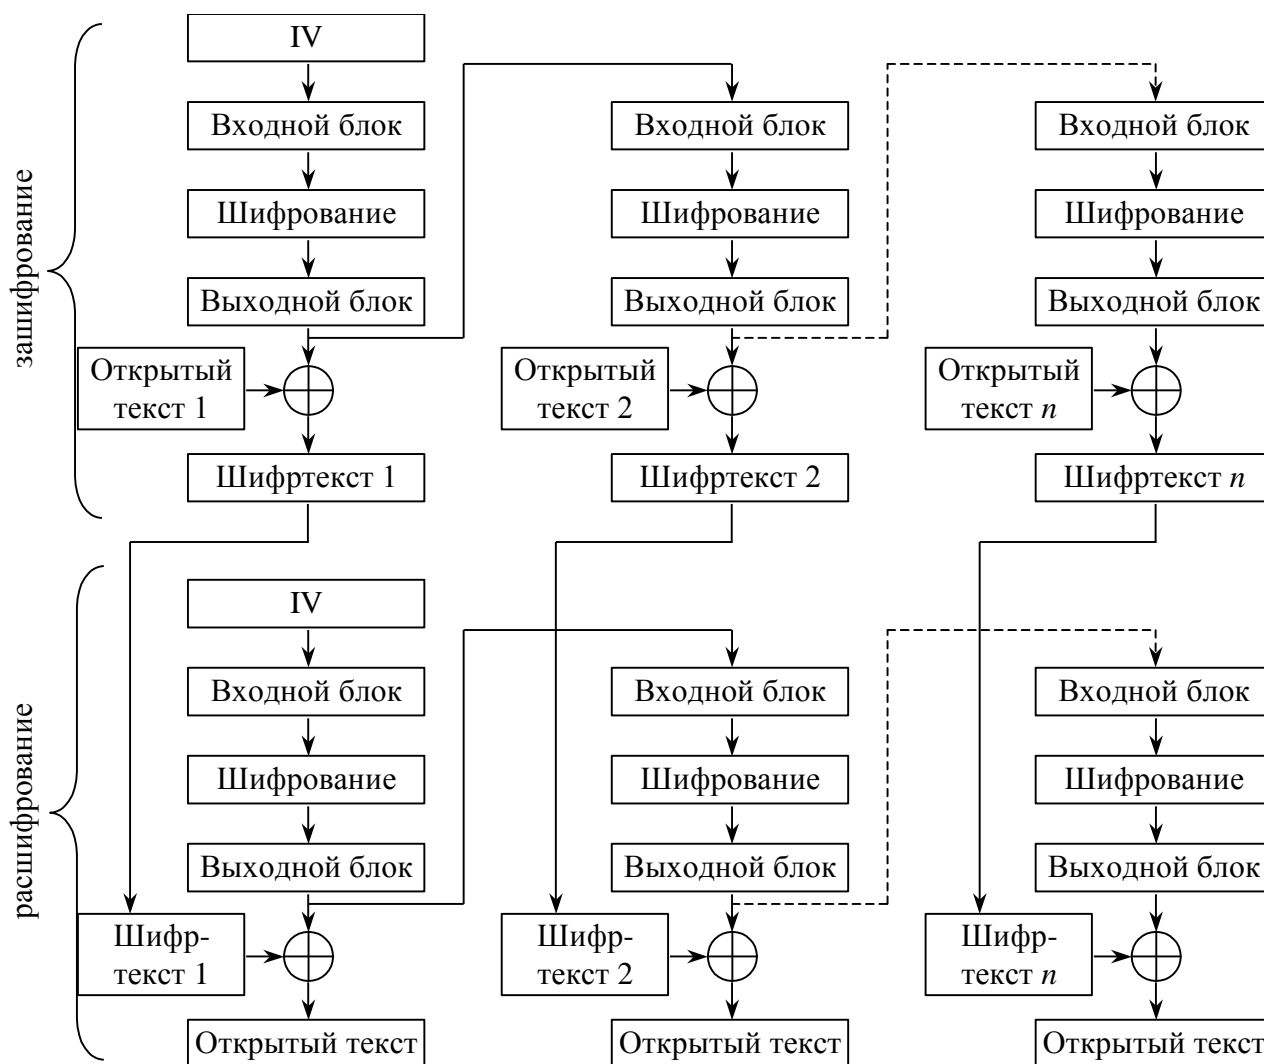 зашифрование
IV
Входной блок
Входной блок
Входной блок
Шифрование
Шифрование
Шифрование
Выходной блок
Выходной блок
Выходной блок
Открытый
текст 1
Открытый
текст 2
Открытый
текст n
Шифртекст 1
Шифртекст 2
Шифртекст n
расшифрование
IV
Входной блок
Входной блок
Входной блок
Шифрование
Шифрование
Шифрование
Выходной блок
Выходной блок
Выходной блок
Шифр-
текст 1
Шифр-
текст 2
Шифр-
текст n
Открытый текст
Открытый текст
Открытый текст